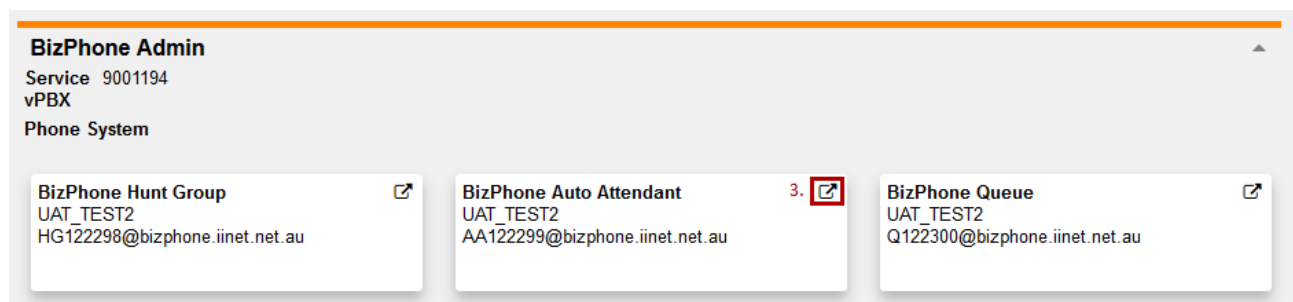 BizPhone Admin
Service 9001194
vPBX
Phone System
BizPhone Hunt Group
UAT_TEST2
HG122298@bizphone.iinet.net.au
BizPhone Auto Attendant 3.
UAT_TEST2
AA122299@bizphone.iinet.net.au
BizPhone Queue
UAT_TEST2
Q122300@bizphone.iinet.net.au